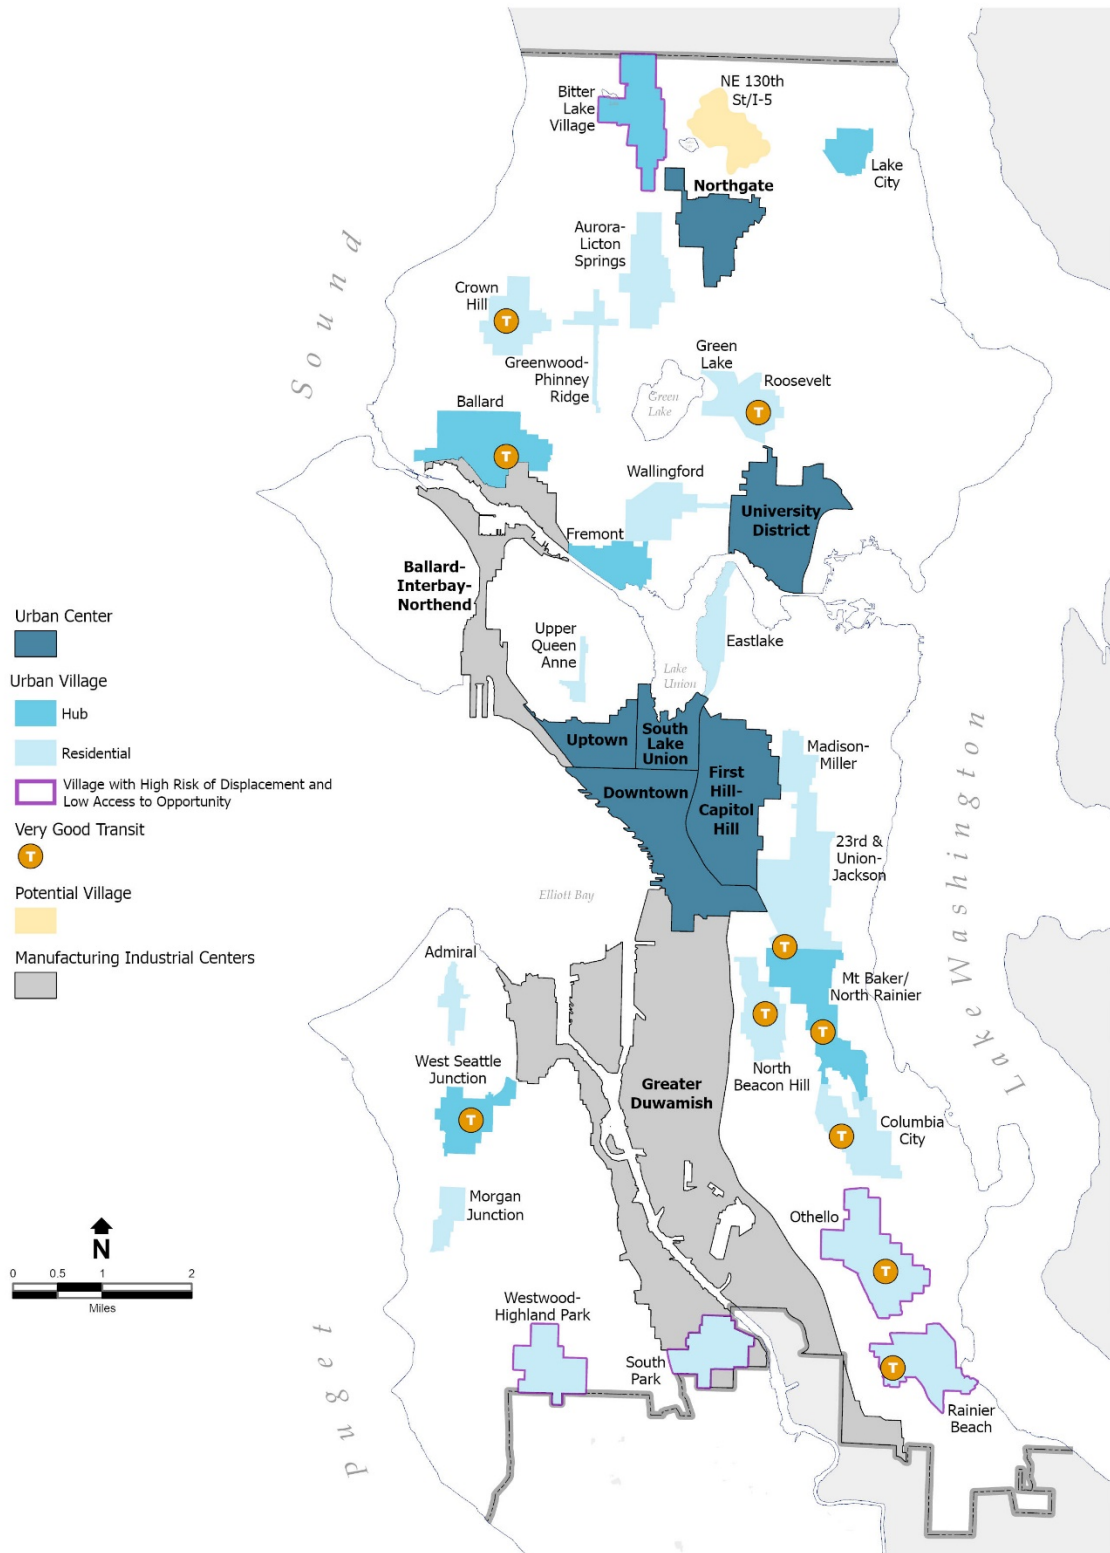 Bitter
Lake
Village
NE 130th
St/I-5
Lake
City
Northgate
Aurora-
Licton
Springs
Crown
Hill
T
Greenwood-
Phinney
Ridge
Green
Lake
Roosevelt
T
Green
Lake
Ballard
T
Wallingford
University
District
Fremont
Ballard-
Interbay-
Northend
Upper
Queen
Anne
Eastlake
Lake
Union
Uptown
South
Lake
Union
Downtown
First
Hill-
Capitol
Hill
Madison-
Miller
23rd &
Union-
Jackson
Elliott Bay
Admiral
T
Mt Baker/
North Rainier
T
T
North
Beacon Hill
West Seattle
Junction
T
Greater
Duwamish
Columbia
City
T
Morgan
Junction
Othello
T
Westwood-
Highland Park
South
Park
T
Rainier
Beach
Puget
Sound
Lake Washington
Urban Center
Urban Village
Hub
Residential
Village with High Risk of Displacement and
Low Access to Opportunity
Very Good Transit
T
Potential Village
Manufacturing Industrial Centers
N
0 0.5 1 2
Miles